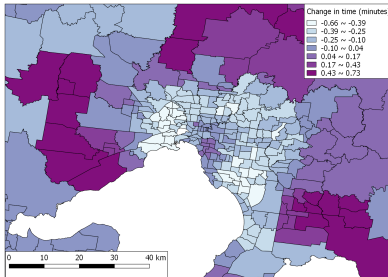 Change in time (minutes
-0.66 ~ -0.39
-0.39 ~ -0.25
-0.25 ~ -0.10
-0.10 ~ 0.04
0.04 ~ 0.17
0.17 ~ 0.43
0.43 ~ 0.73
0 10 20 30 40 km